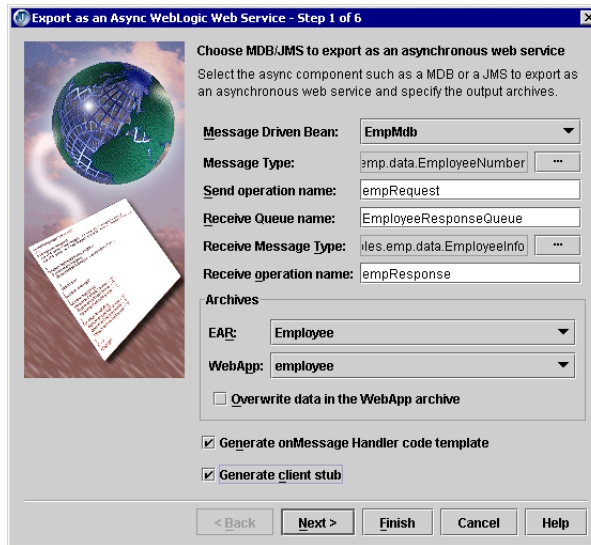 Export as an Async WebLogic Web Service - Step 1 of 6
Choose MDB/JMS to export as an asynchronous web service
Select the async component such as a MDB or a JMS to export as
an asynchronous web service and specify the output archives.
Message Driven Bean: EmpMdb
Message Type: emp.data.EmployeeNumber ...
Send operation name: empRequest
Receive Queue name: EmployeeResponseQueue
Receive Message Type: les.emp.data.EmployeeInfo ...
Receive operation name: empResponse
Archives
EAR: Employee
WebApp: employee
Overwrite data in the WebApp archive
Generate onMessage Handler code template
Generate client stub
< Back Next > Finish Cancel Help